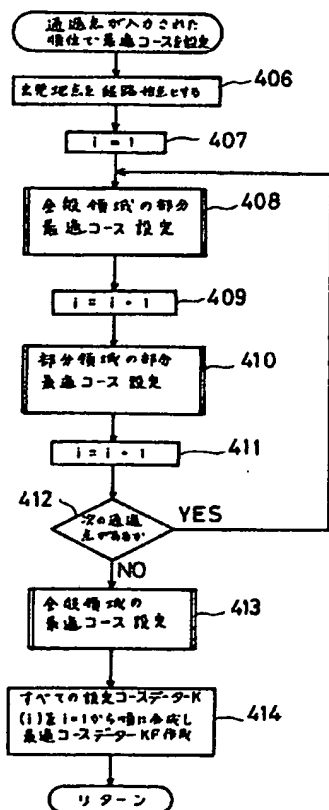 通過点が入力された
順位で最適コースを設定
出発地点を経路始点とする
406
i = 1
407
全般領域の部分
最適コース 設定
408
i = i + 1
409
部分領域の部分
最適コース 設定
410
i = i + 1
411
412
次の通過
点があるか
YES
NO
全般領域の
最適コース 設定
413
すべての設定コースデーターK
(i)をi=1から順に合成し
最適コースデーターKF作成
414
リターン